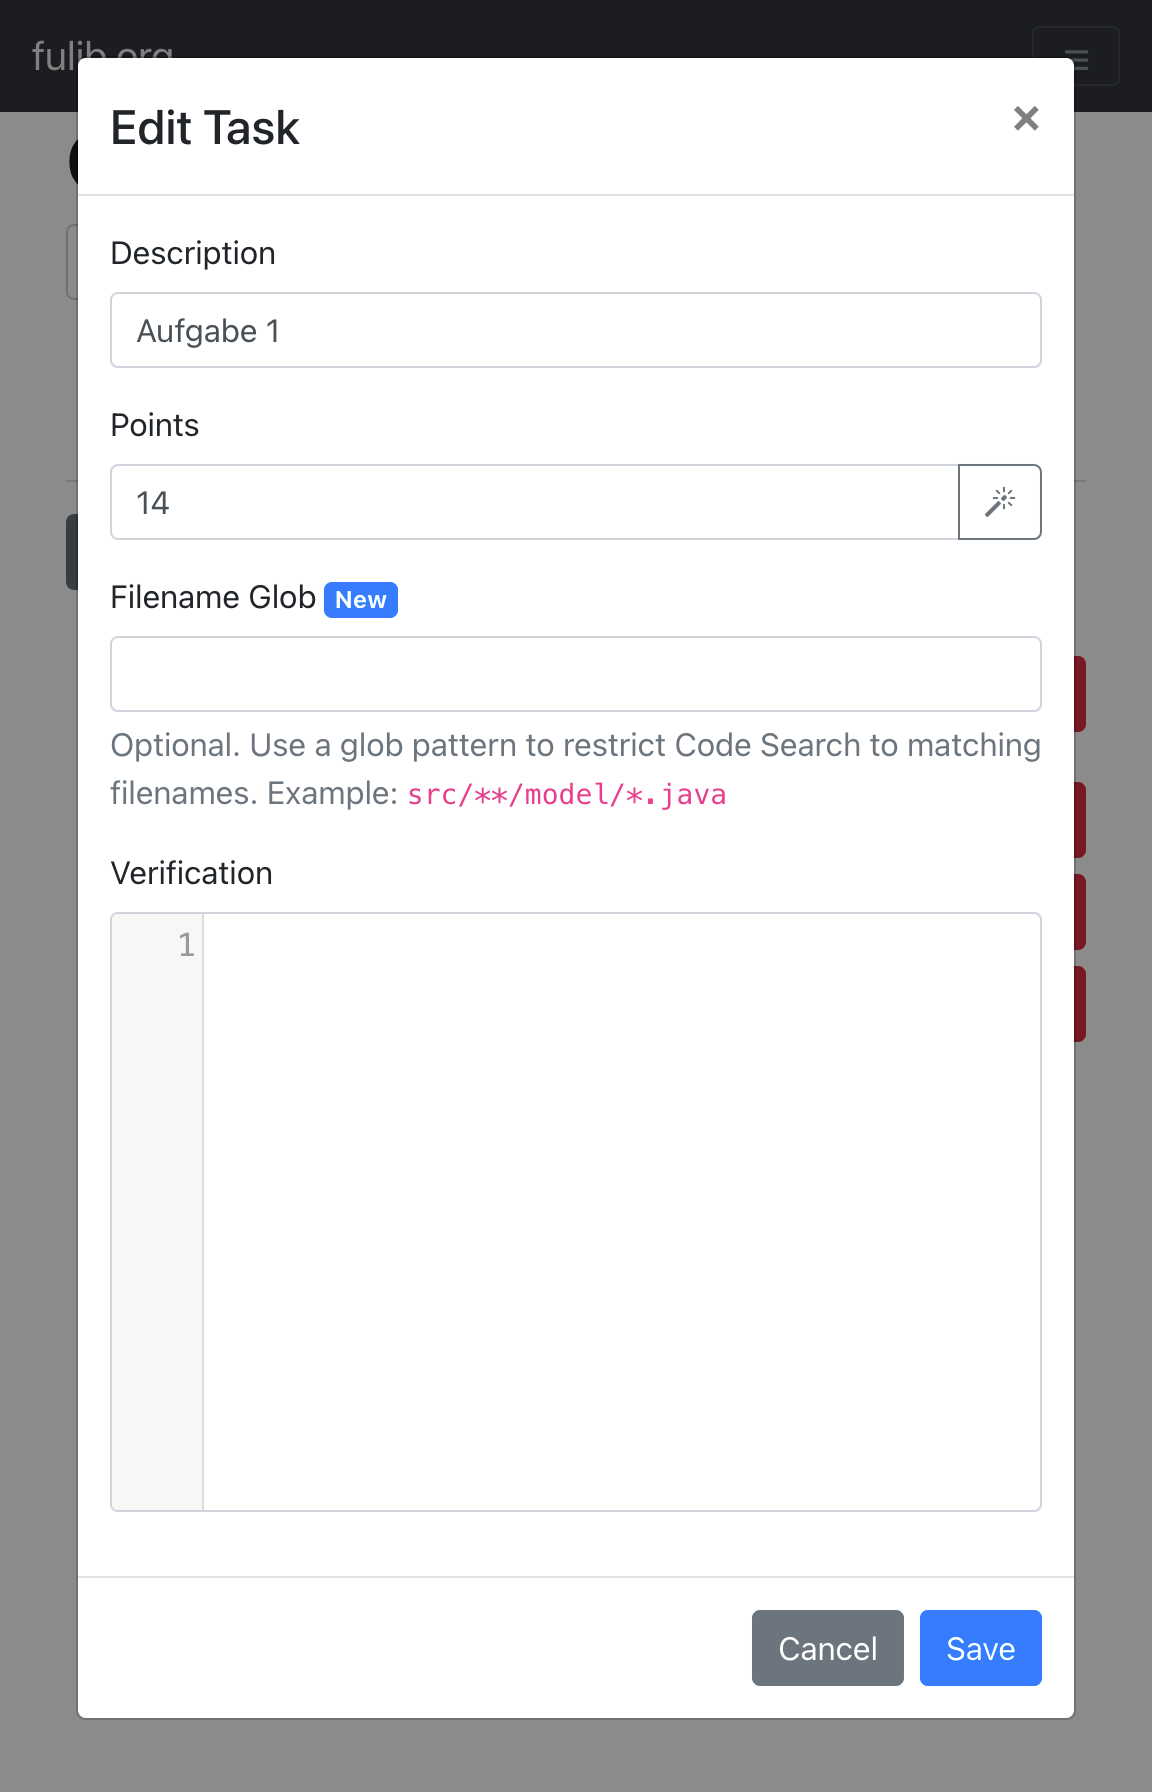 fulib.org
Edit Task
×
Description
Aufgabe 1
Points
14
Filename Glob New
Optional. Use a glob pattern to restrict Code Search to matching
filenames. Example: src/**/model/*.java
Verification
1
Cancel Save